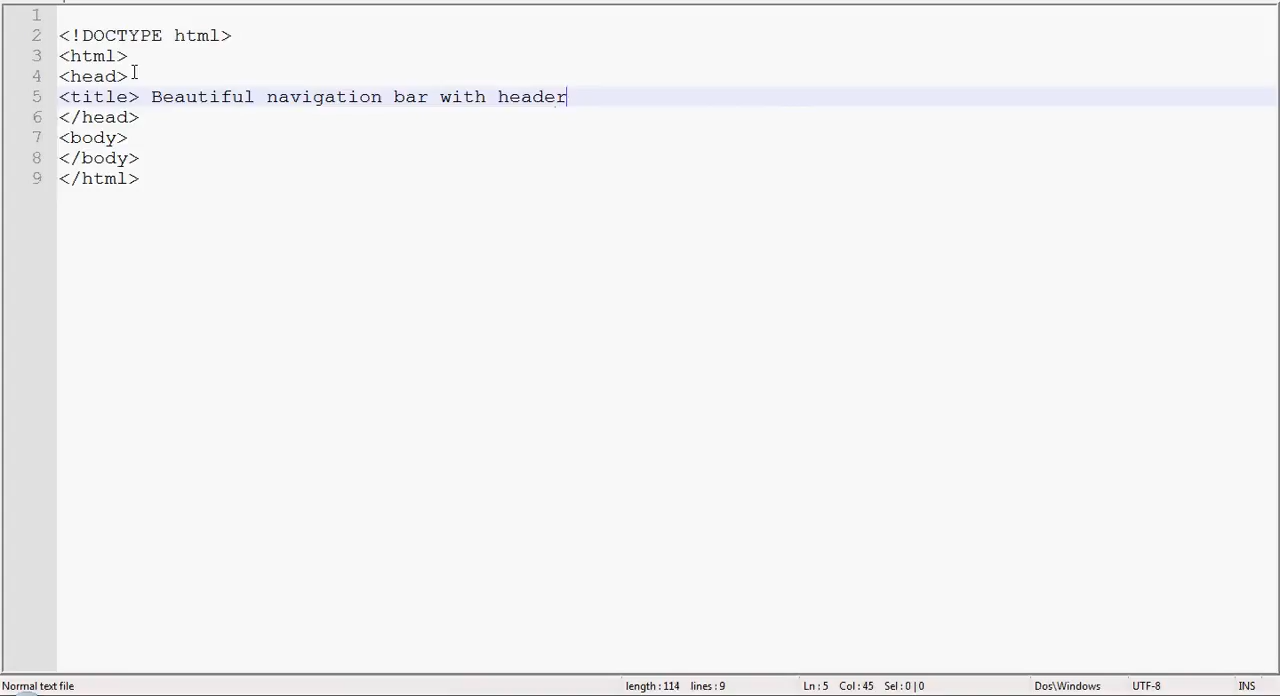 1
2 <!DOCTYPE html>
3 <html>
4 <head>
5 <title> Beautiful navigation bar with header
6 </head>
7 <body>
8 </body>
9 </html>
Normal text file length : 114 lines : 9 Ln : 5 Col : 45 Sel : 0 | 0 Dos\Windows UTF-8 INS